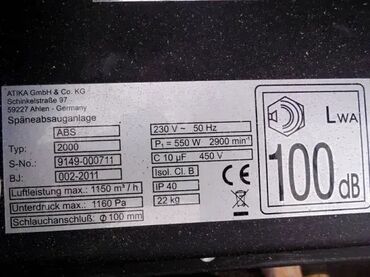 ATIKA GmbH & Co. KG
Schinkelstraße 97
59227 Ahlen - Germany
Späneabsauganlage
ABS
Typ: 2000
S-No.: 9149-000711
BJ: 002-2011
Luftleistung max.: 1150 m³/h
Unterdruck max.: 1160 Pa
Schlauchanschluß: ϕ 100 mm
230 V ~ 50 Hz
P₁ = 550 W 2900 min⁻¹
C 10 µF 450 V
Isol. Cl. B
IP 40
22 kg
CE
LWA
100 dB